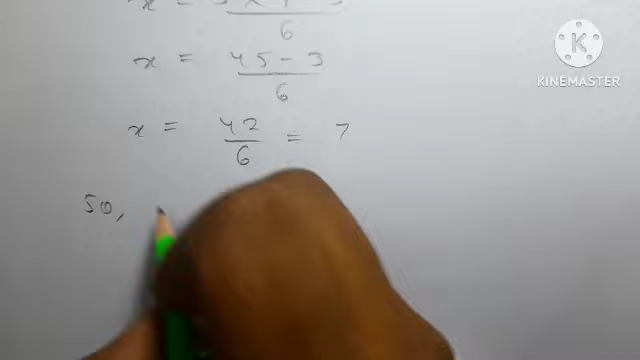 x = 45 - 3 / 6
x = 42 / 6 = 7
50,
KINEMASTER